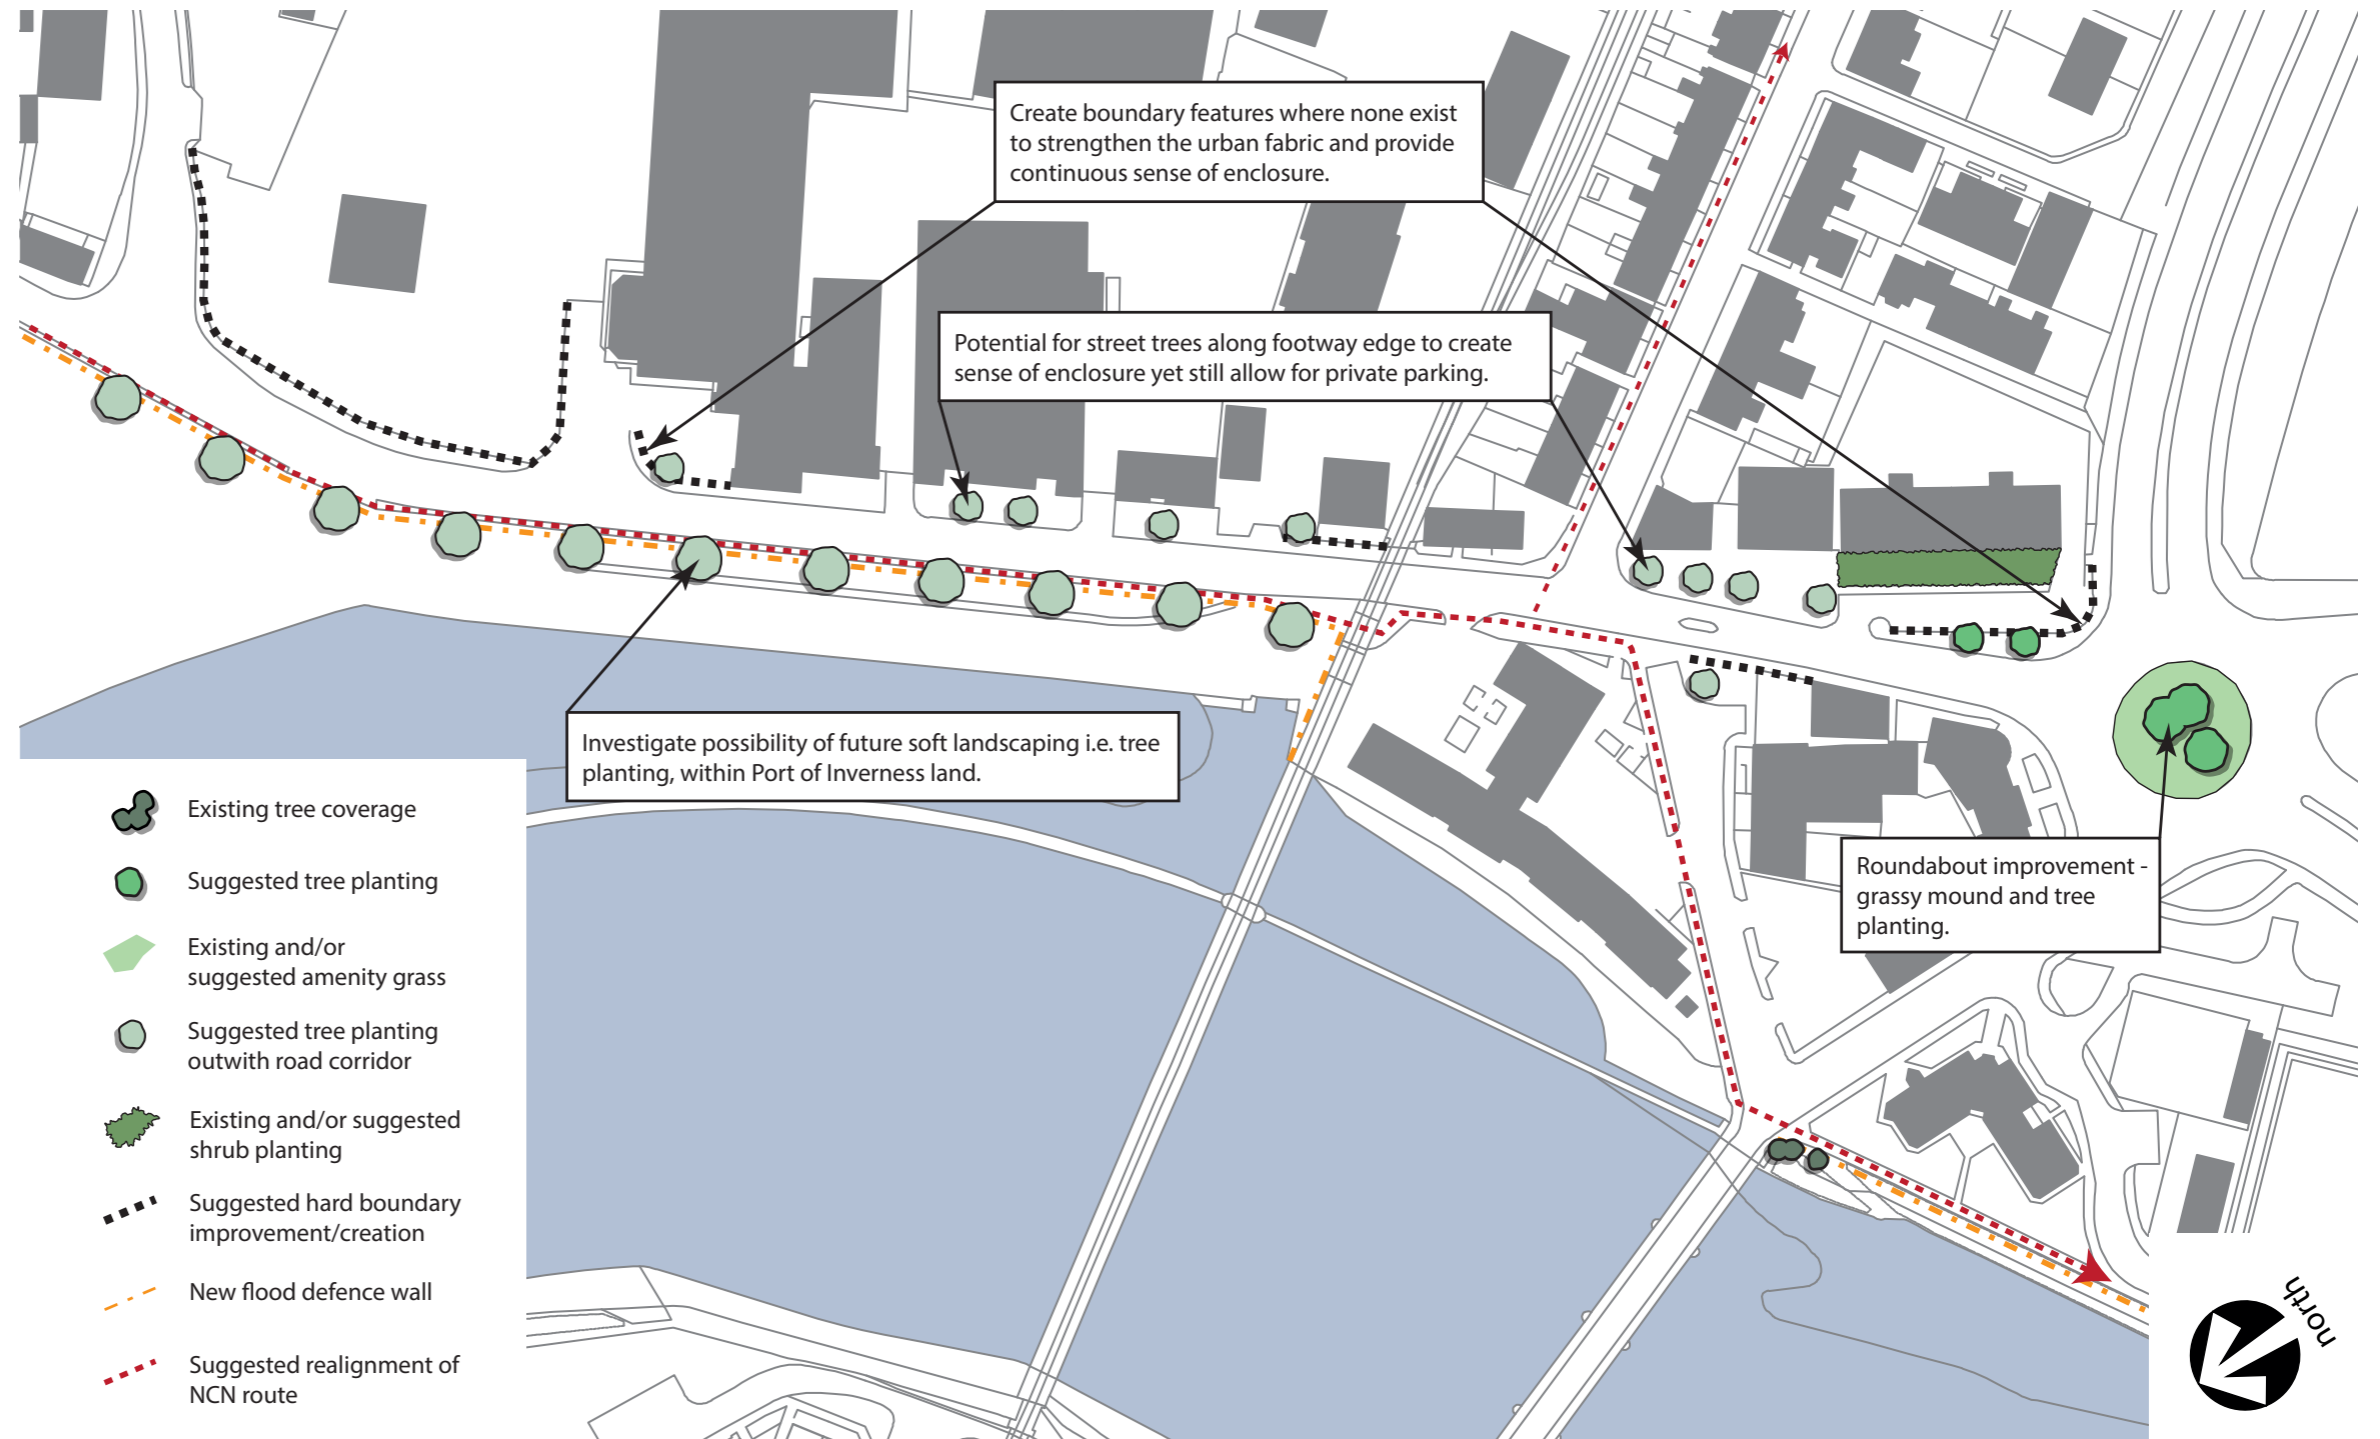 Create boundary features where none exist
to strengthen the urban fabric and provide
continuous sense of enclosure.
Potential for street trees along footway edge to create
sense of enclosure yet still allow for private parking.
Investigate possibility of future soft landscaping i.e. tree
planting, within Port of Inverness land.
Roundabout improvement -
grassy mound and tree
planting.
Existing tree coverage
Suggested tree planting
Existing and/or
suggested amenity grass
Suggested tree planting
outwith road corridor
Existing and/or suggested
shrub planting
Suggested hard boundary
improvement/creation
New flood defence wall
Suggested realignment of
NCN route
north